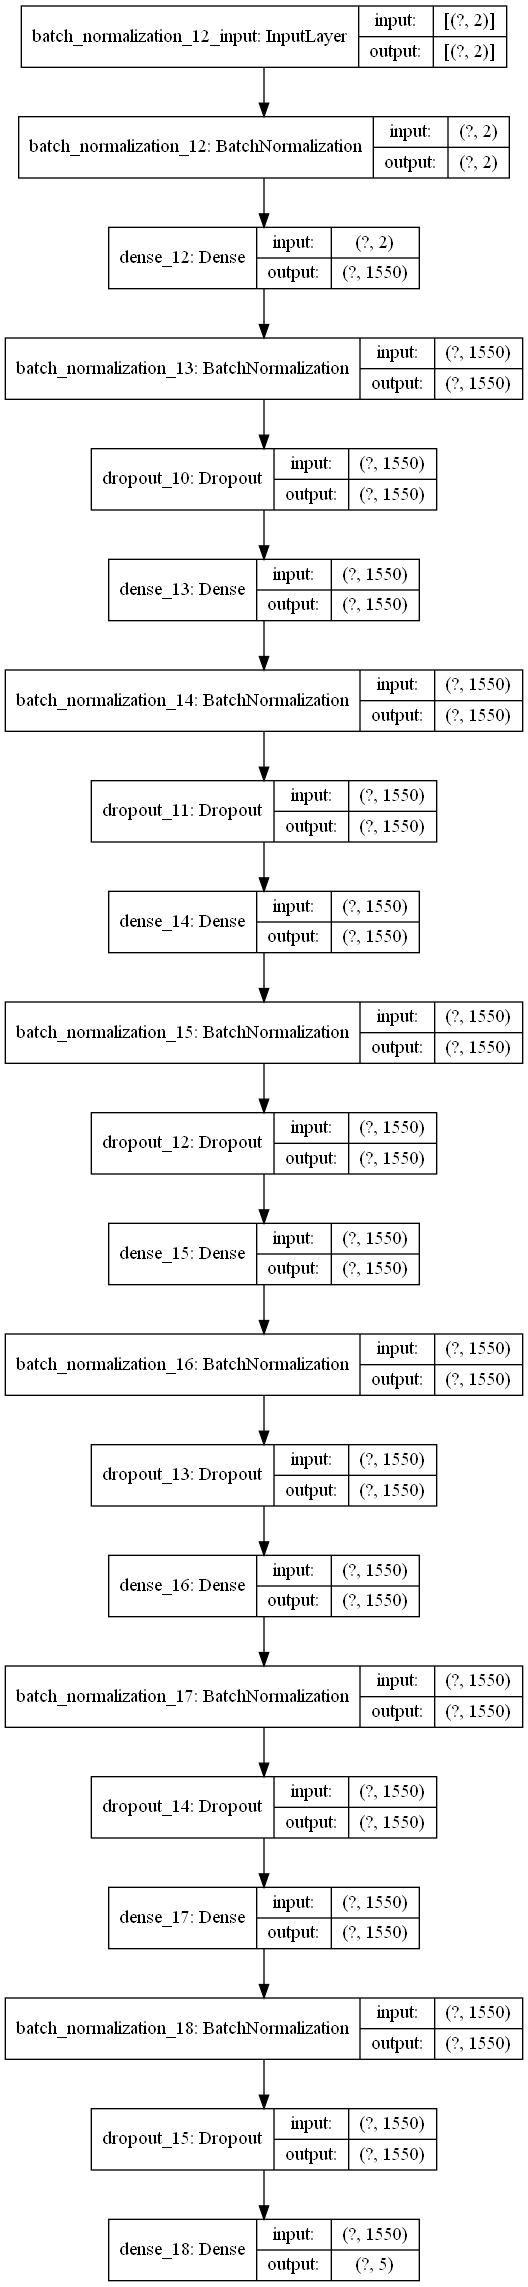 batch_normalization_12_input: InputLayer
input: [(?, 2)]
output: [(?, 2)]
batch_normalization_12: BatchNormalization
input: (?, 2)
output: (?, 2)
dense_12: Dense
input: (?, 2)
output: (?, 1550)
batch_normalization_13: BatchNormalization
input: (?, 1550)
output: (?, 1550)
dropout_10: Dropout
input: (?, 1550)
output: (?, 1550)
dense_13: Dense
input: (?, 1550)
output: (?, 1550)
batch_normalization_14: BatchNormalization
input: (?, 1550)
output: (?, 1550)
dropout_11: Dropout
input: (?, 1550)
output: (?, 1550)
dense_14: Dense
input: (?, 1550)
output: (?, 1550)
batch_normalization_15: BatchNormalization
input: (?, 1550)
output: (?, 1550)
dropout_12: Dropout
input: (?, 1550)
output: (?, 1550)
dense_15: Dense
input: (?, 1550)
output: (?, 1550)
batch_normalization_16: BatchNormalization
input: (?, 1550)
output: (?, 1550)
dropout_13: Dropout
input: (?, 1550)
output: (?, 1550)
dense_16: Dense
input: (?, 1550)
output: (?, 1550)
batch_normalization_17: BatchNormalization
input: (?, 1550)
output: (?, 1550)
dropout_14: Dropout
input: (?, 1550)
output: (?, 1550)
dense_17: Dense
input: (?, 1550)
output: (?, 1550)
batch_normalization_18: BatchNormalization
input: (?, 1550)
output: (?, 1550)
dropout_15: Dropout
input: (?, 1550)
output: (?, 1550)
dense_18: Dense
input: (?, 1550)
output: (?, 5)